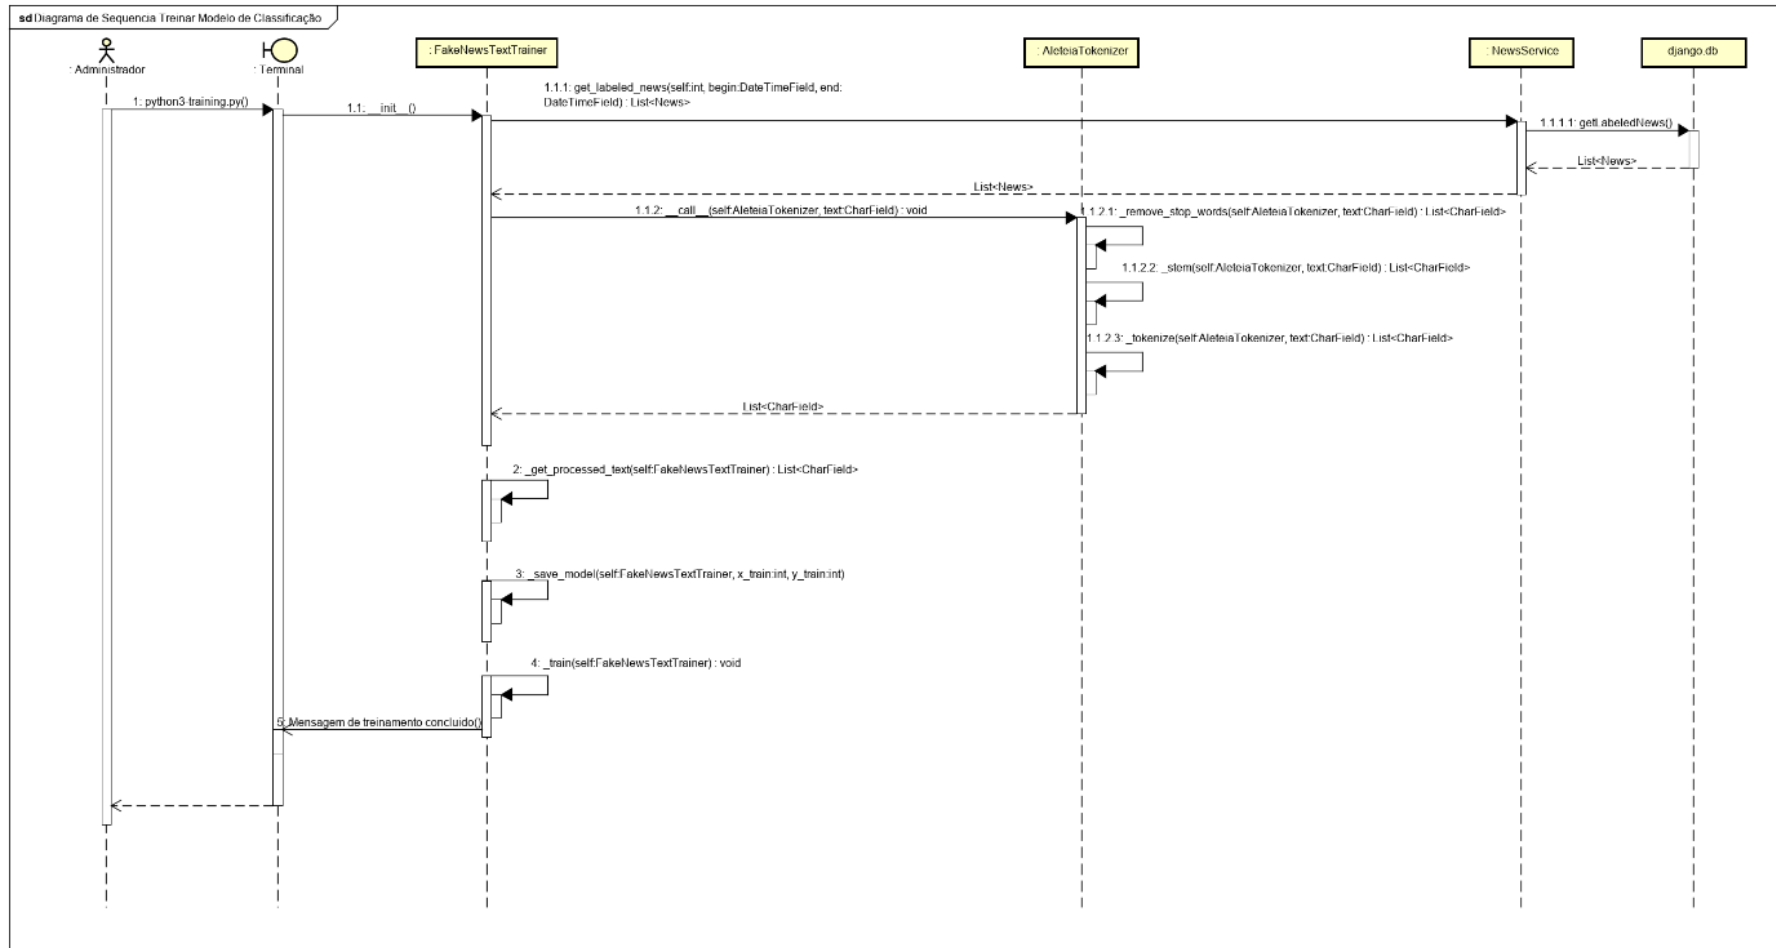 sd Diagrama de Sequencia Treinar Modelo de Classificação
: Administrador
: Terminal
: FakeNewsTextTrainer
: AleteiaTokenizer
: NewsService
django.db
1: python3-training.py()
1.1: __init__()
1.1.1: get_labeled_news(self:int, begin:DateTimeField, end:
DateTimeField) : List<News>
1.1.1.1: getLabeledNews()
List<News>
List<News>
1.1.2: __call__(self:AleteiaTokenizer, text:CharField) : void
1.1.2.1: _remove_stop_words(self:AleteiaTokenizer, text:CharField) : List<CharField>
1.1.2.2: _stem(self:AleteiaTokenizer, text:CharField) : List<CharField>
1.1.2.3: _tokenize(self:AleteiaTokenizer, text:CharField) : List<CharField>
List<CharField>
2: _get_processed_text(self:FakeNewsTextTrainer) : List<CharField>
3: _save_model(self:FakeNewsTextTrainer, x_train:int, y_train:int)
4: _train(self:FakeNewsTextTrainer) : void
5: Mensagem de treinamento concluido()